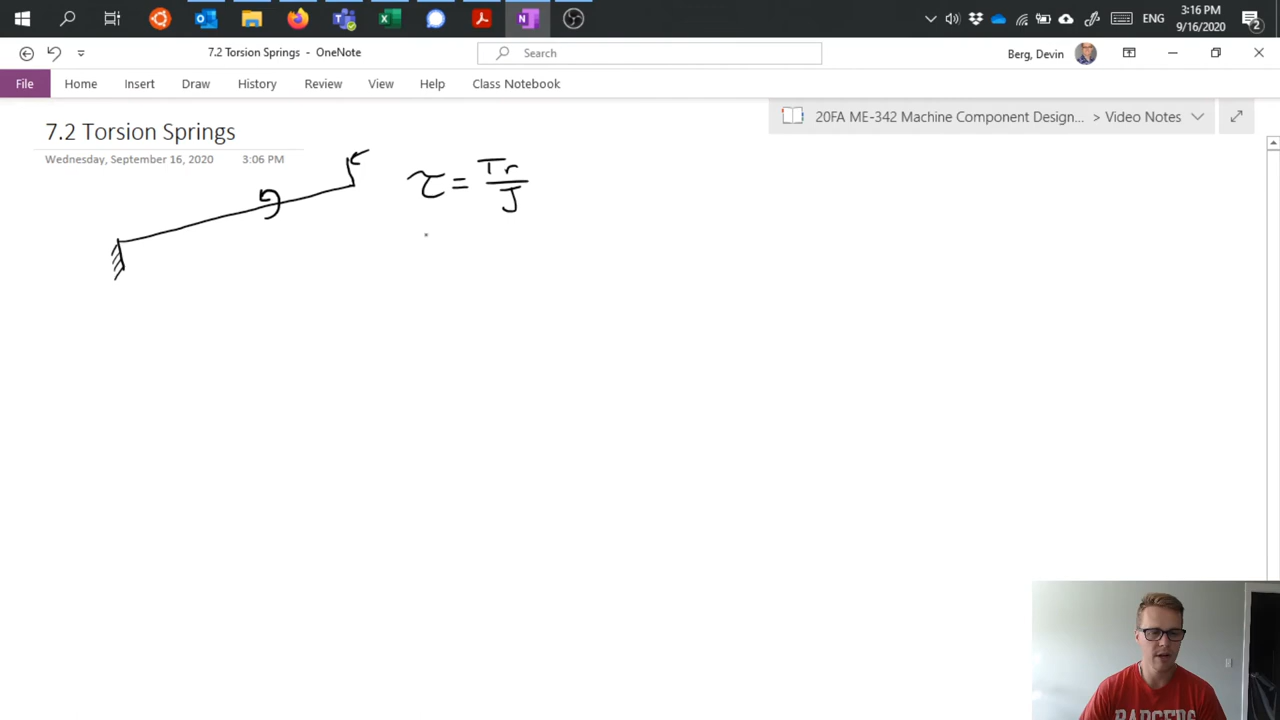 3:16 PM
ENG
9/16/2020
2
7.2 Torsion Springs - OneNote
Search
Berg, Devin
File Home Insert Draw History Review View Help Class Notebook
20FA ME-342 Machine Component Design... > Video Notes
7.2 Torsion Springs
Wednesday, September 16, 2020 3:06 PM
τ = Tr/J